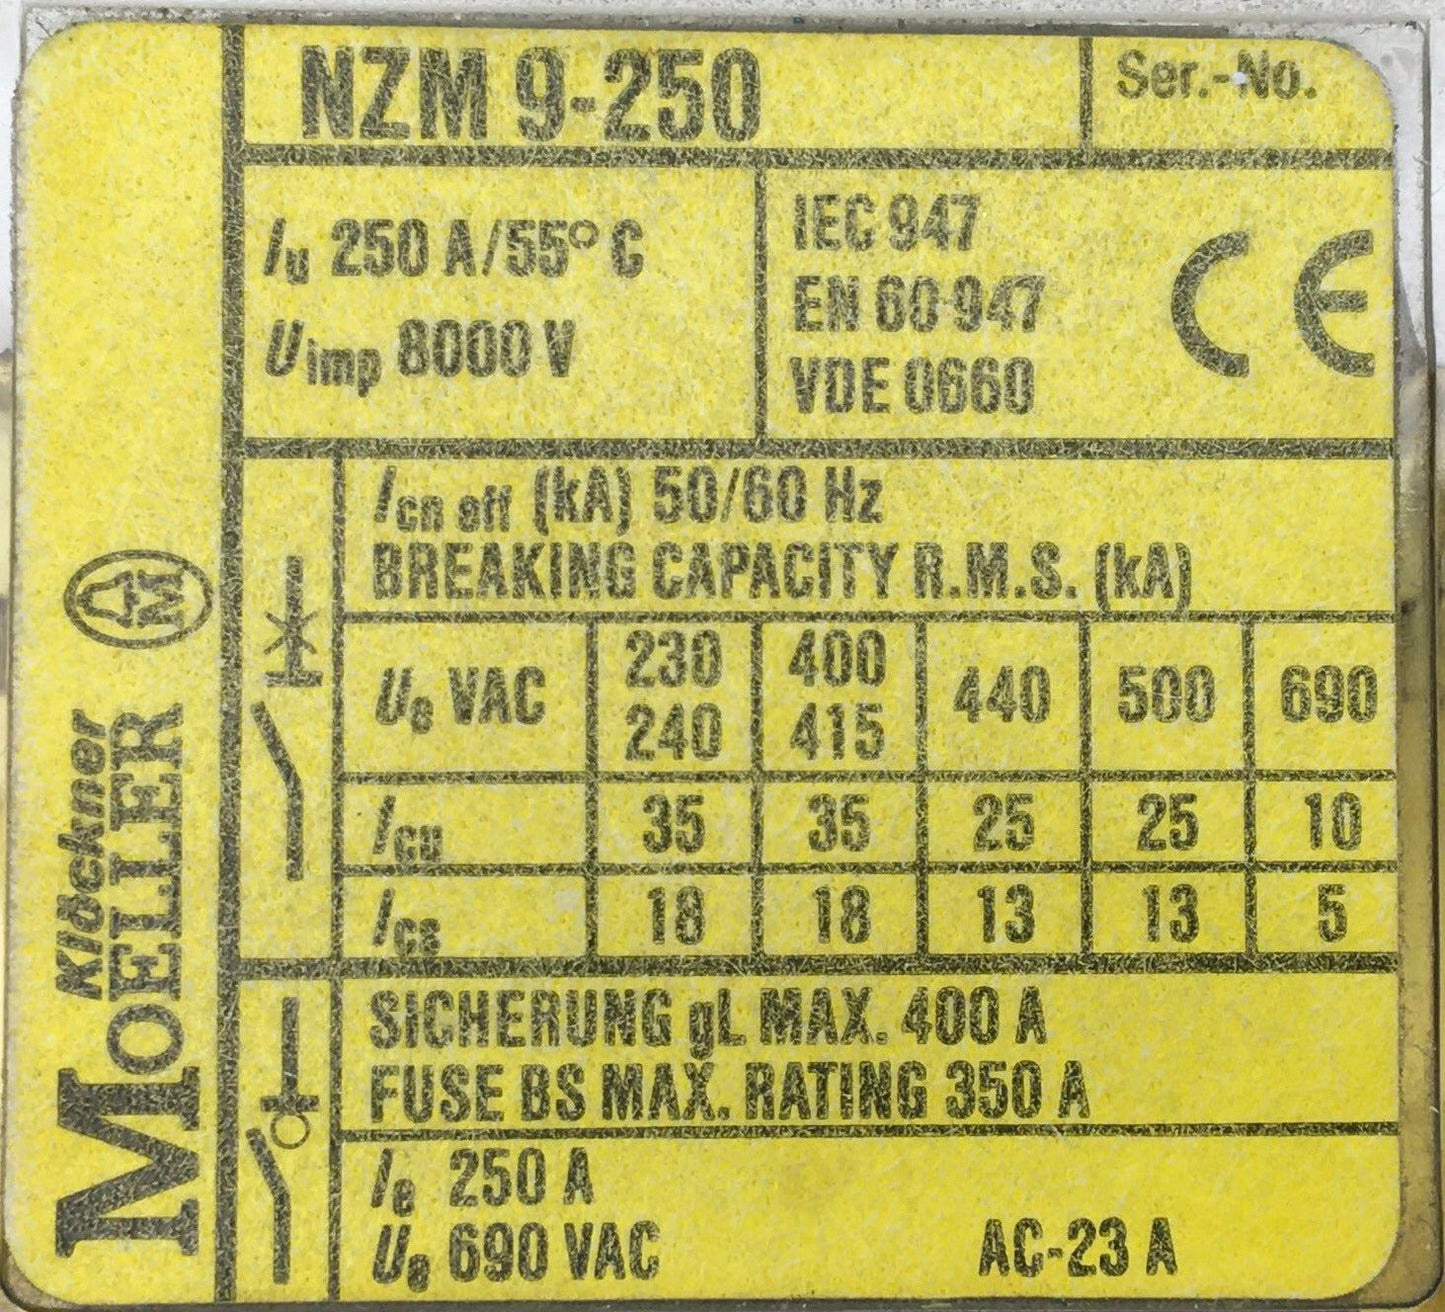 NZM 9-250
Ser.-No.
Iu 250 A/55° C
Uimp 8000 V
IEC 947
EN 60-947
VDE 0660
CE
Icn eff (kA) 50/60 Hz
BREAKING CAPACITY R.M.S. (kA)
Ue VAC 230 240 400 415 440 500 690
Icu 35 35 25 25 10
Ics 18 18 13 13 5
SICHERUNG gL MAX. 400 A
FUSE BS MAX. RATING 350 A
Ie 250 A
Ue 690 VAC AC-23 A
Klöckner
MOELLER
M